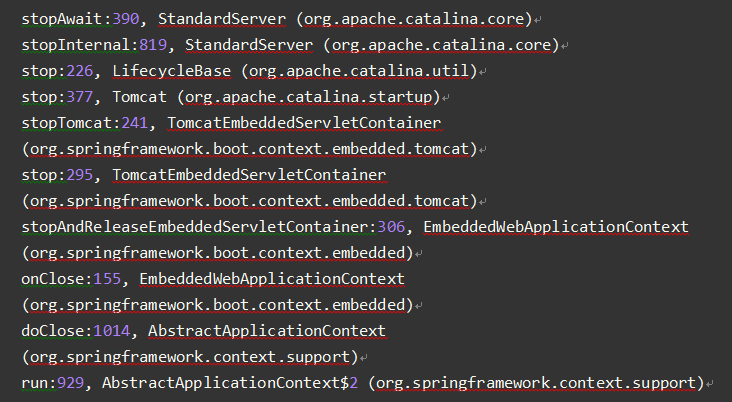 stopAwait:390, StandardServer (org.apache.catalina.core)
stopInternal:819, StandardServer (org.apache.catalina.core)
stop:226, LifecycleBase (org.apache.catalina.util)
stop:377, Tomcat (org.apache.catalina.startup)
stopTomcat:241, TomcatEmbeddedServletContainer
(org.springframework.boot.context.embedded.tomcat)
stop:295, TomcatEmbeddedServletContainer
(org.springframework.boot.context.embedded.tomcat)
stopAndReleaseEmbeddedServletContainer:306, EmbeddedWebApplicationContext
(org.springframework.boot.context.embedded)
onClose:155, EmbeddedWebApplicationContext
(org.springframework.boot.context.embedded)
doClose:1014, AbstractApplicationContext
(org.springframework.context.support)
run:929, AbstractApplicationContext$2 (org.springframework.context.support)